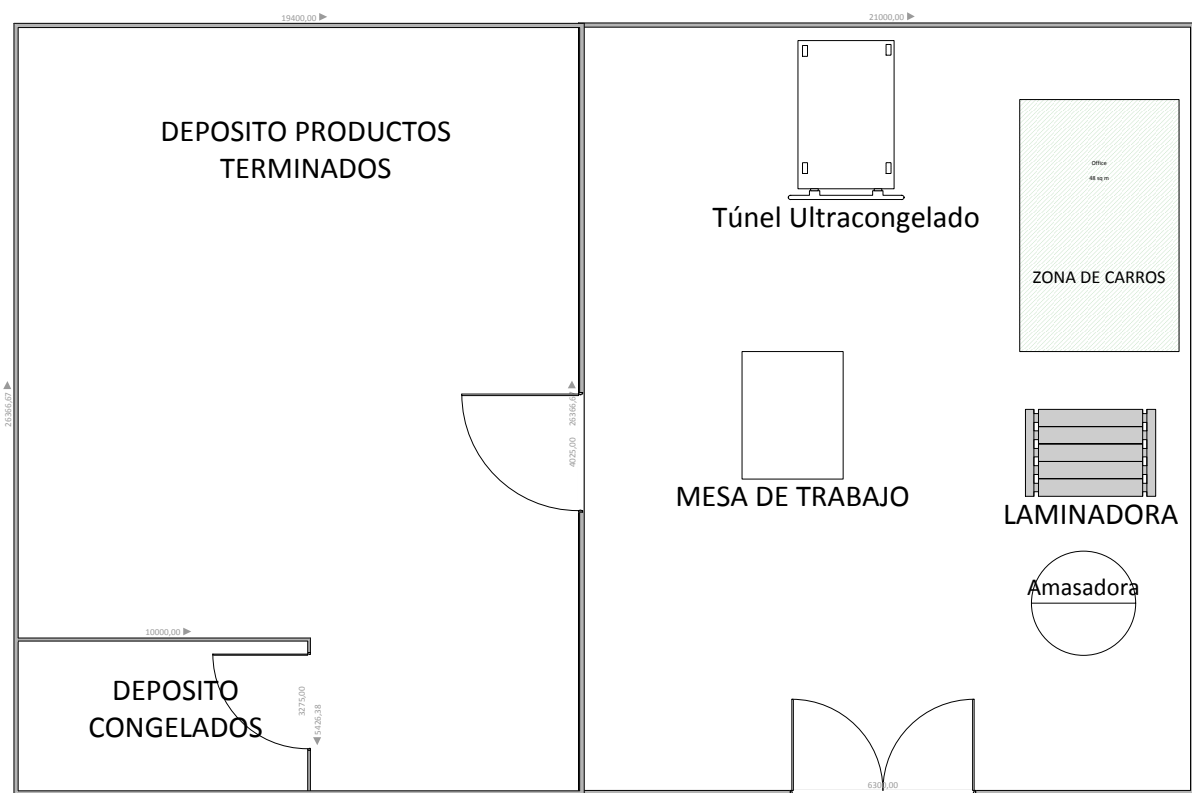 19400,00
21000,00
DEPOSITO PRODUCTOS
TERMINADOS
Office
48 sq m
Túnel Ultracongelado
ZONA DE CARROS
26366,67
26366,67
4025,00
MESA DE TRABAJO
LAMINADORA
Amasadora
10000,00
DEPOSITO
CONGELADOS
3275,00
5426,38
6300,00